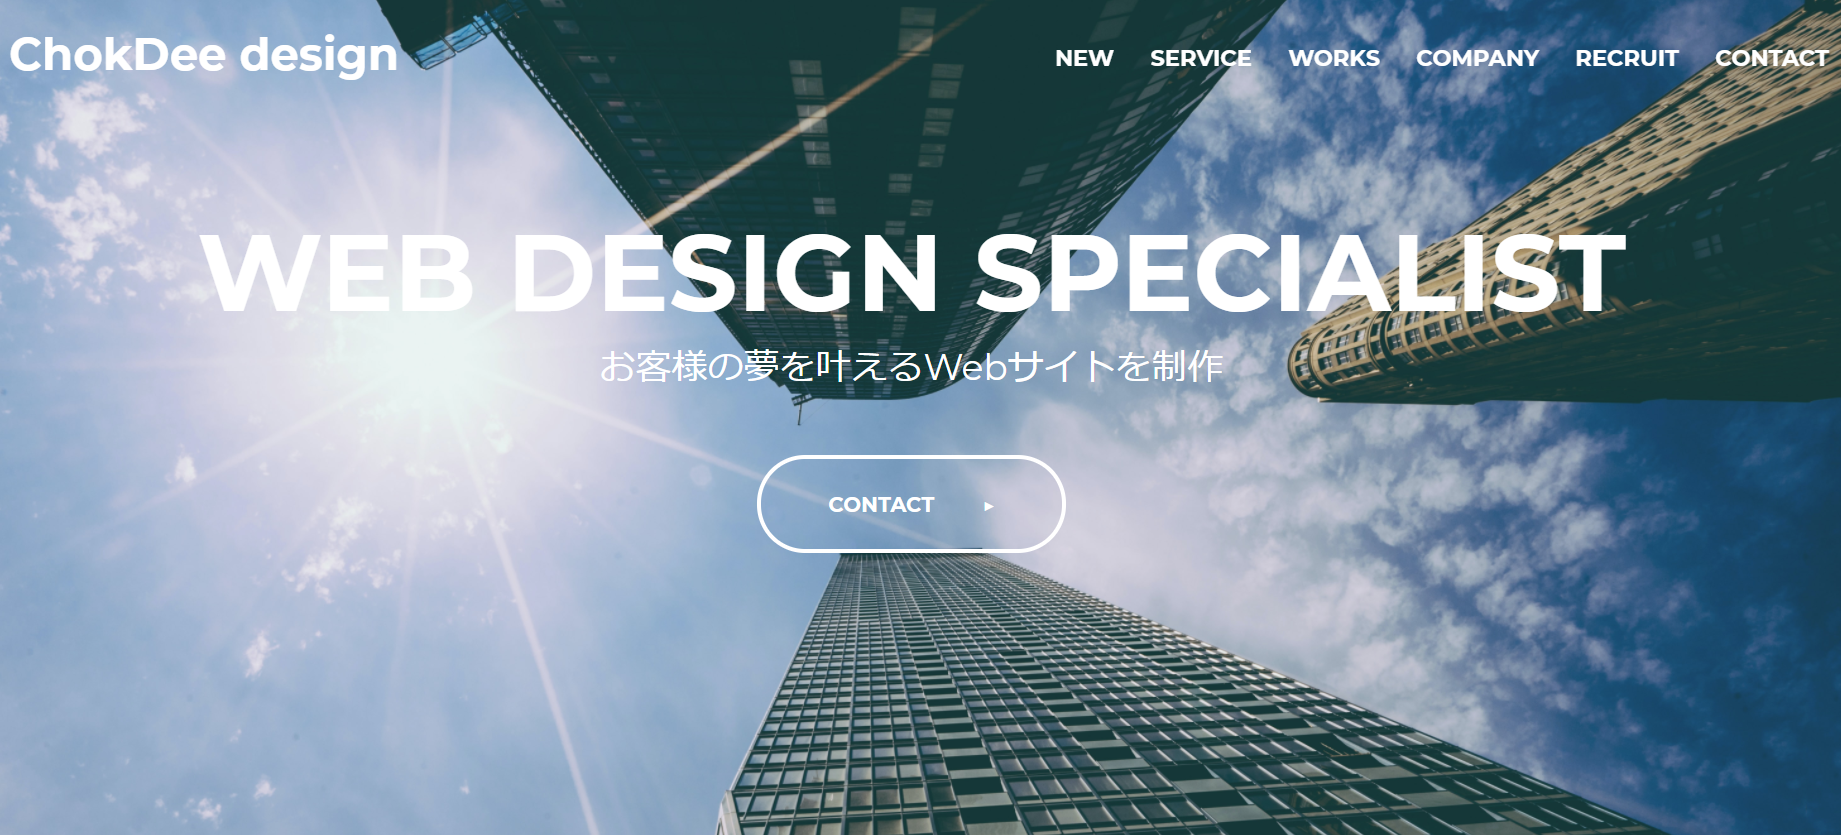 ChokDee design
NEW SERVICE WORKS COMPANY RECRUIT CONTACT
WEB DESIGN SPECIALIST
お客様の夢を叶えるWebサイトを制作
CONTACT ▸